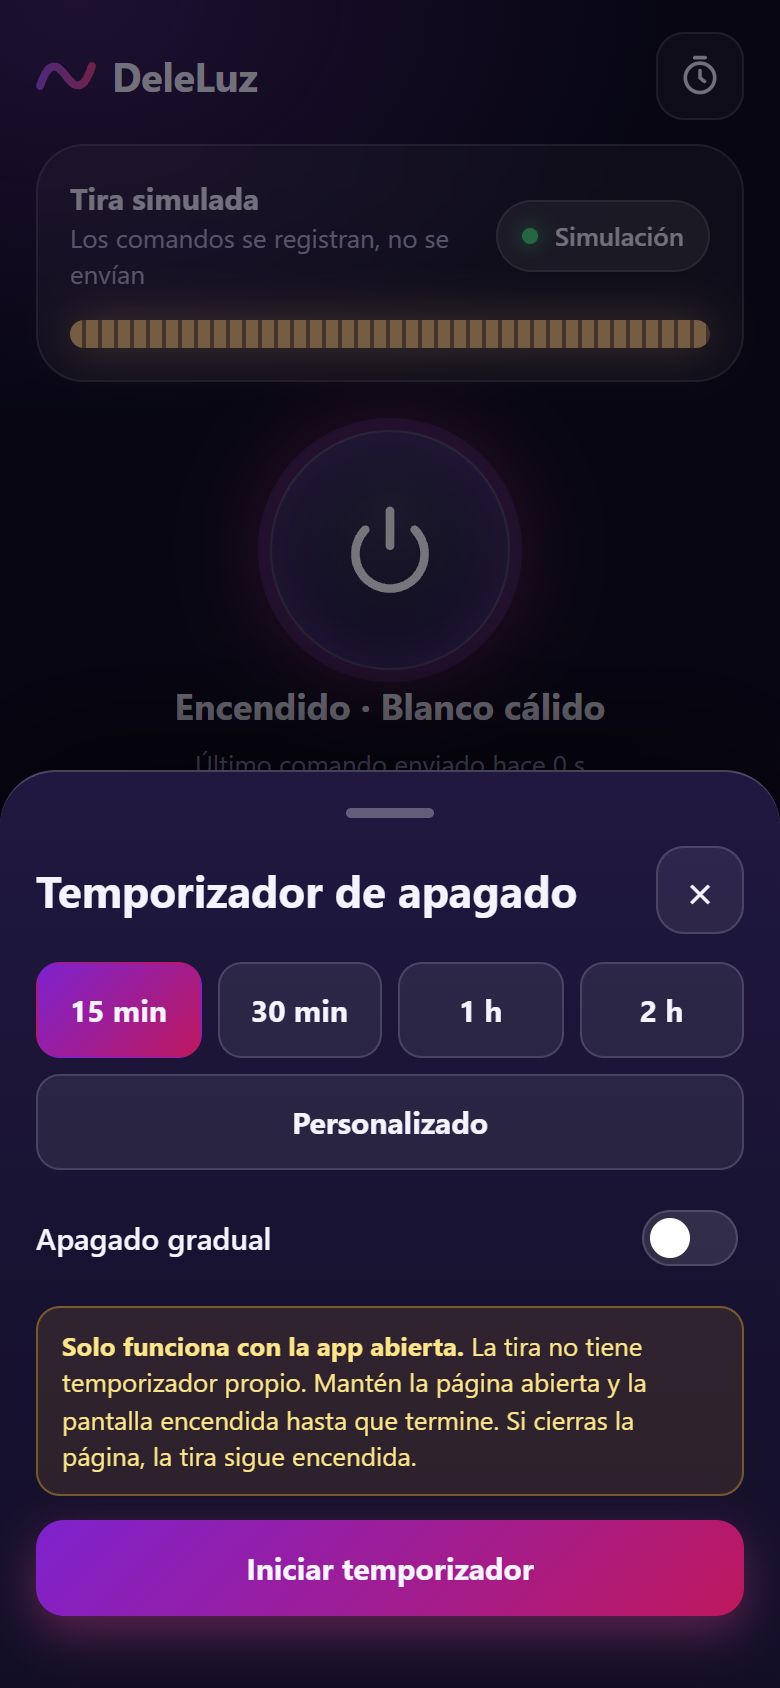 DeleLuz
Tira simulada
Los comandos se registran, no se
envían
Simulación
Encendido · Blanco cálido
Último comando enviado hace 0 s
Temporizador de apagado
15 min
30 min
1 h
2 h
Personalizado
Apagado gradual
Solo funciona con la app abierta. La tira no tiene
temporizador propio. Mantén la página abierta y la
pantalla encendida hasta que termine. Si cierras la
página, la tira sigue encendida.
Iniciar temporizador